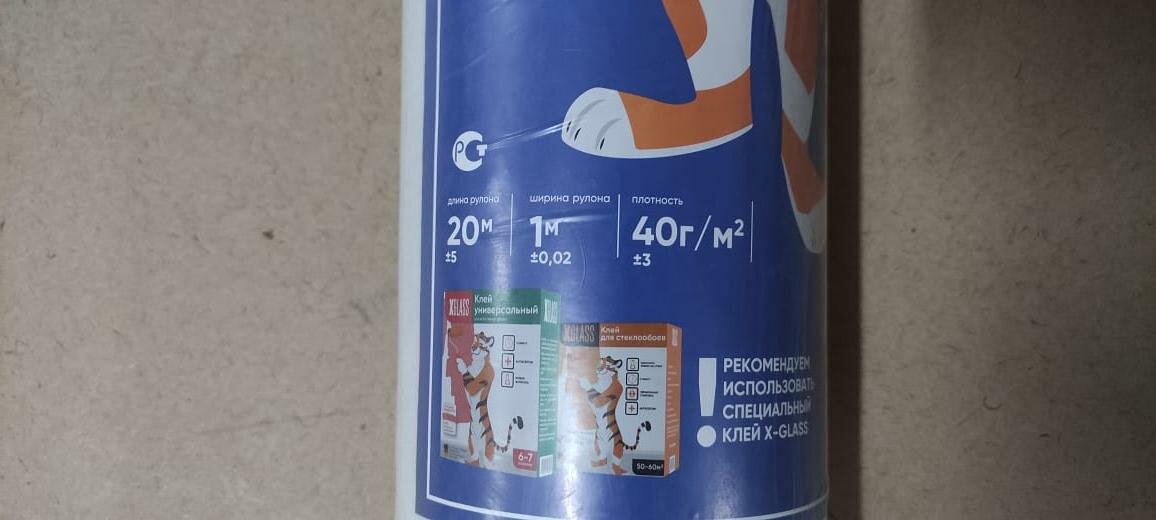 РСТ
длина рулона
20м
±5
ширина рулона
1м
±0,02
плотность
40г/м²
±3
X-GLASS
Клей
универсальный
6-7
X-GLASS
X-GLASS
Клей
для стеклообоев
50-60м²
!
РЕКОМЕНДУЕМ
ИСПОЛЬЗОВАТЬ
СПЕЦИАЛЬНЫЙ
КЛЕЙ X-GLASS